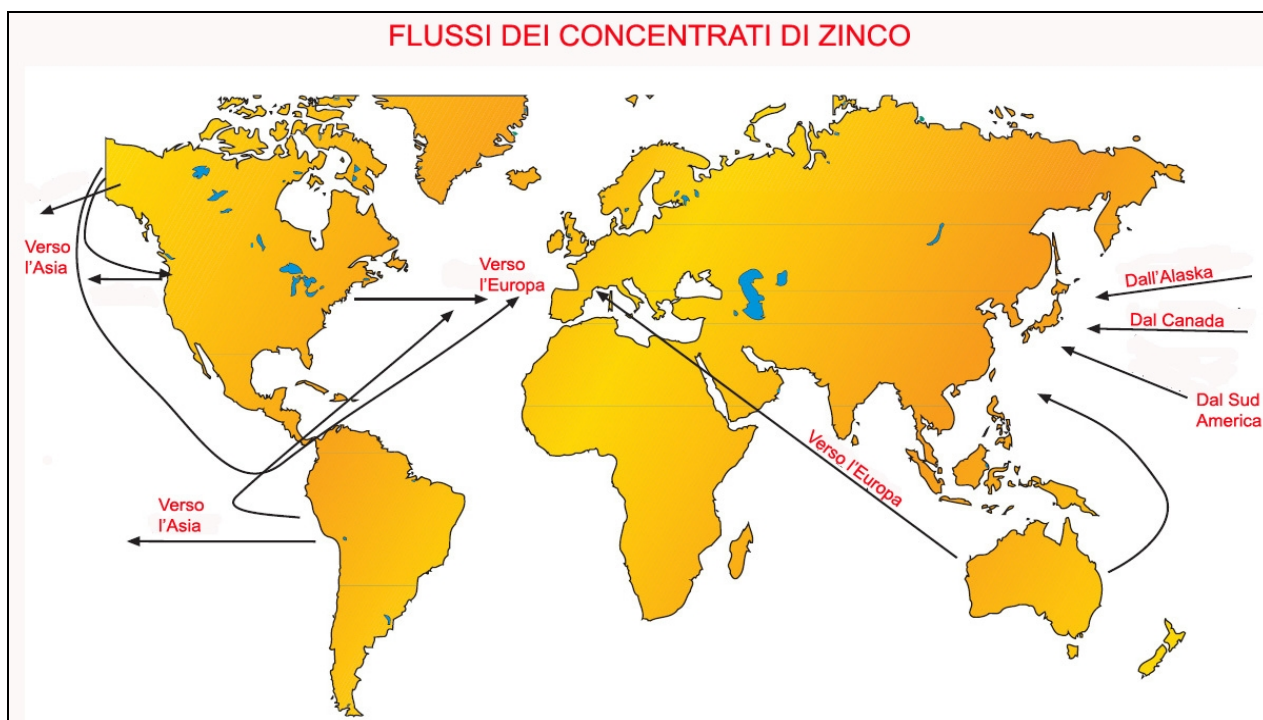 FLUSSI DEI CONCENTRATI DI ZINCO
Verso
l'Asia
Verso
l'Europa
Dall'Alaska
Dal Canada
Dal Sud
America
Verso l'Europa
Verso
l'Asia